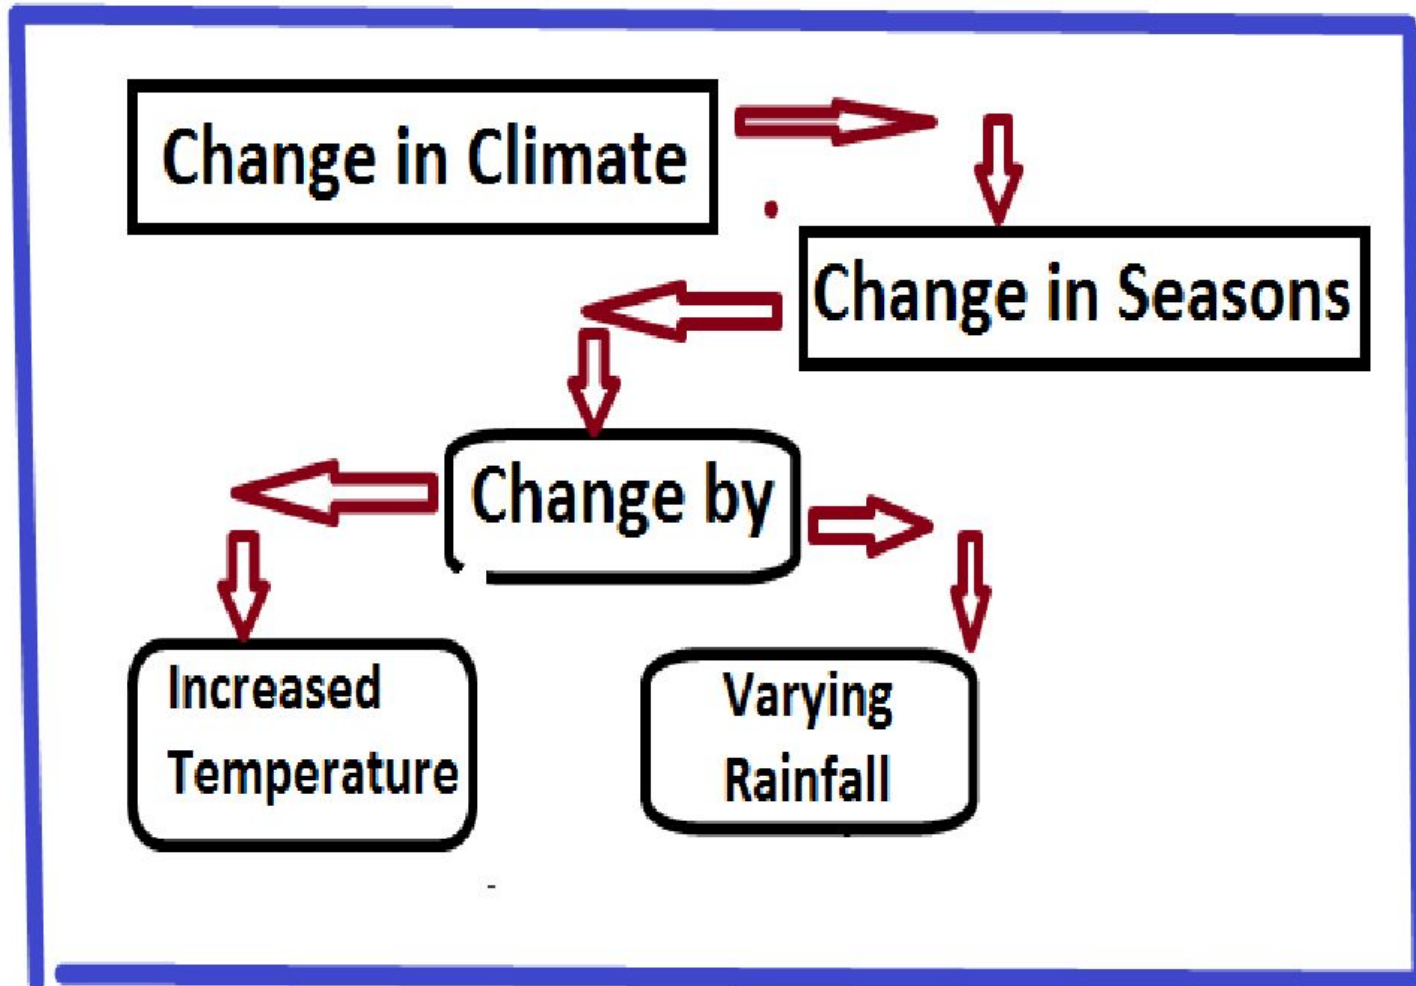 Change in Climate
Change in Seasons
Change by
Increased
Temperature
Varying
Rainfall